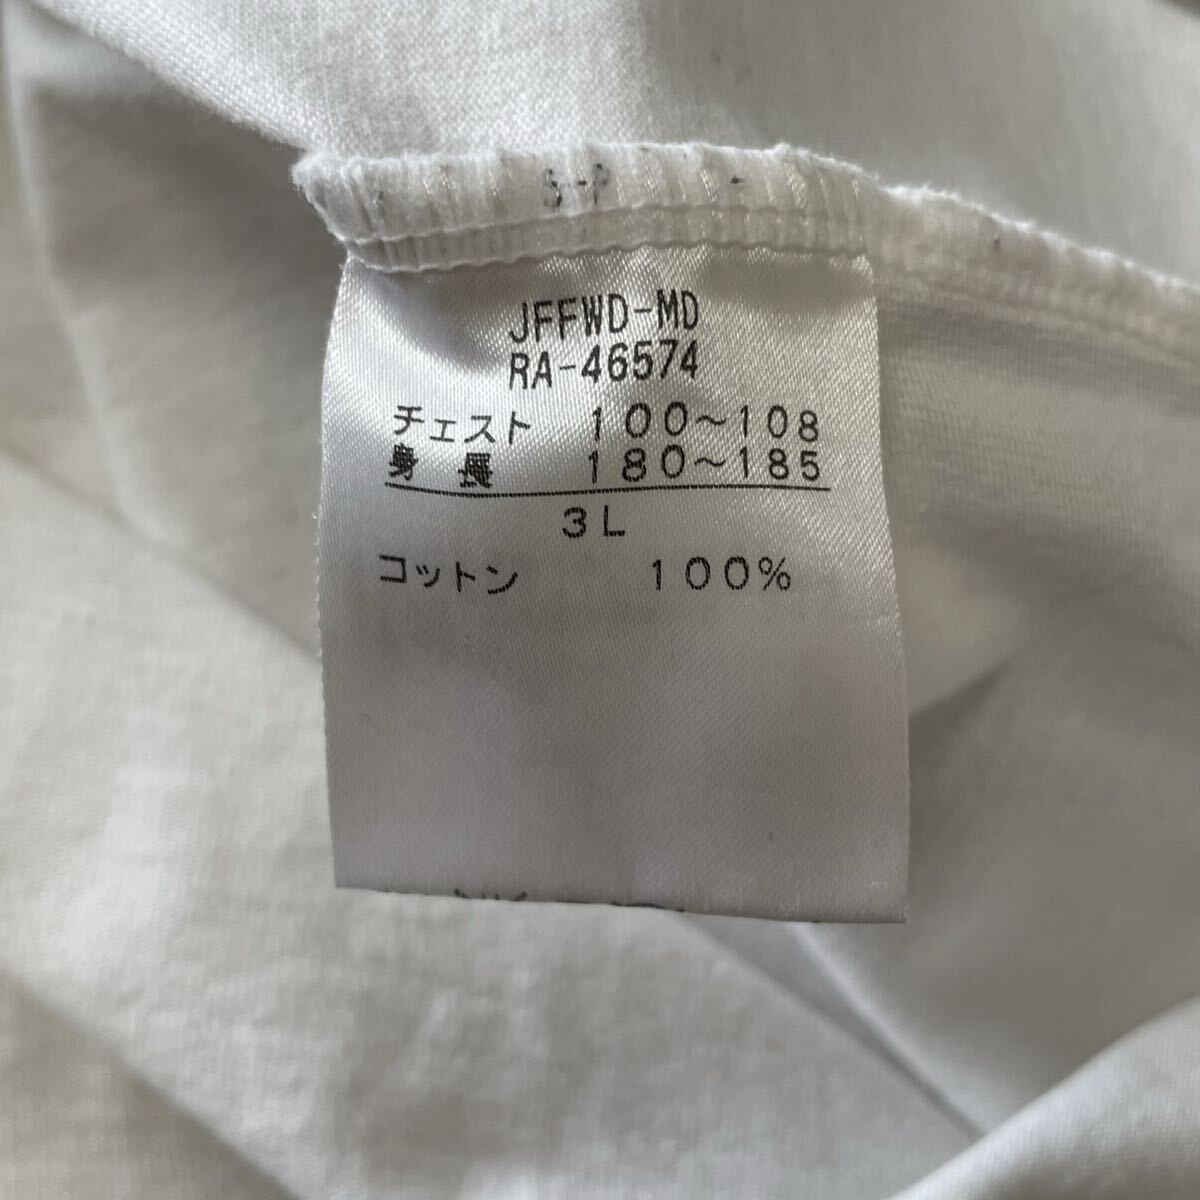 JFFWD-MD
RA-46574
チェスト 100～108
身長 180～185
3L
コットン 100%